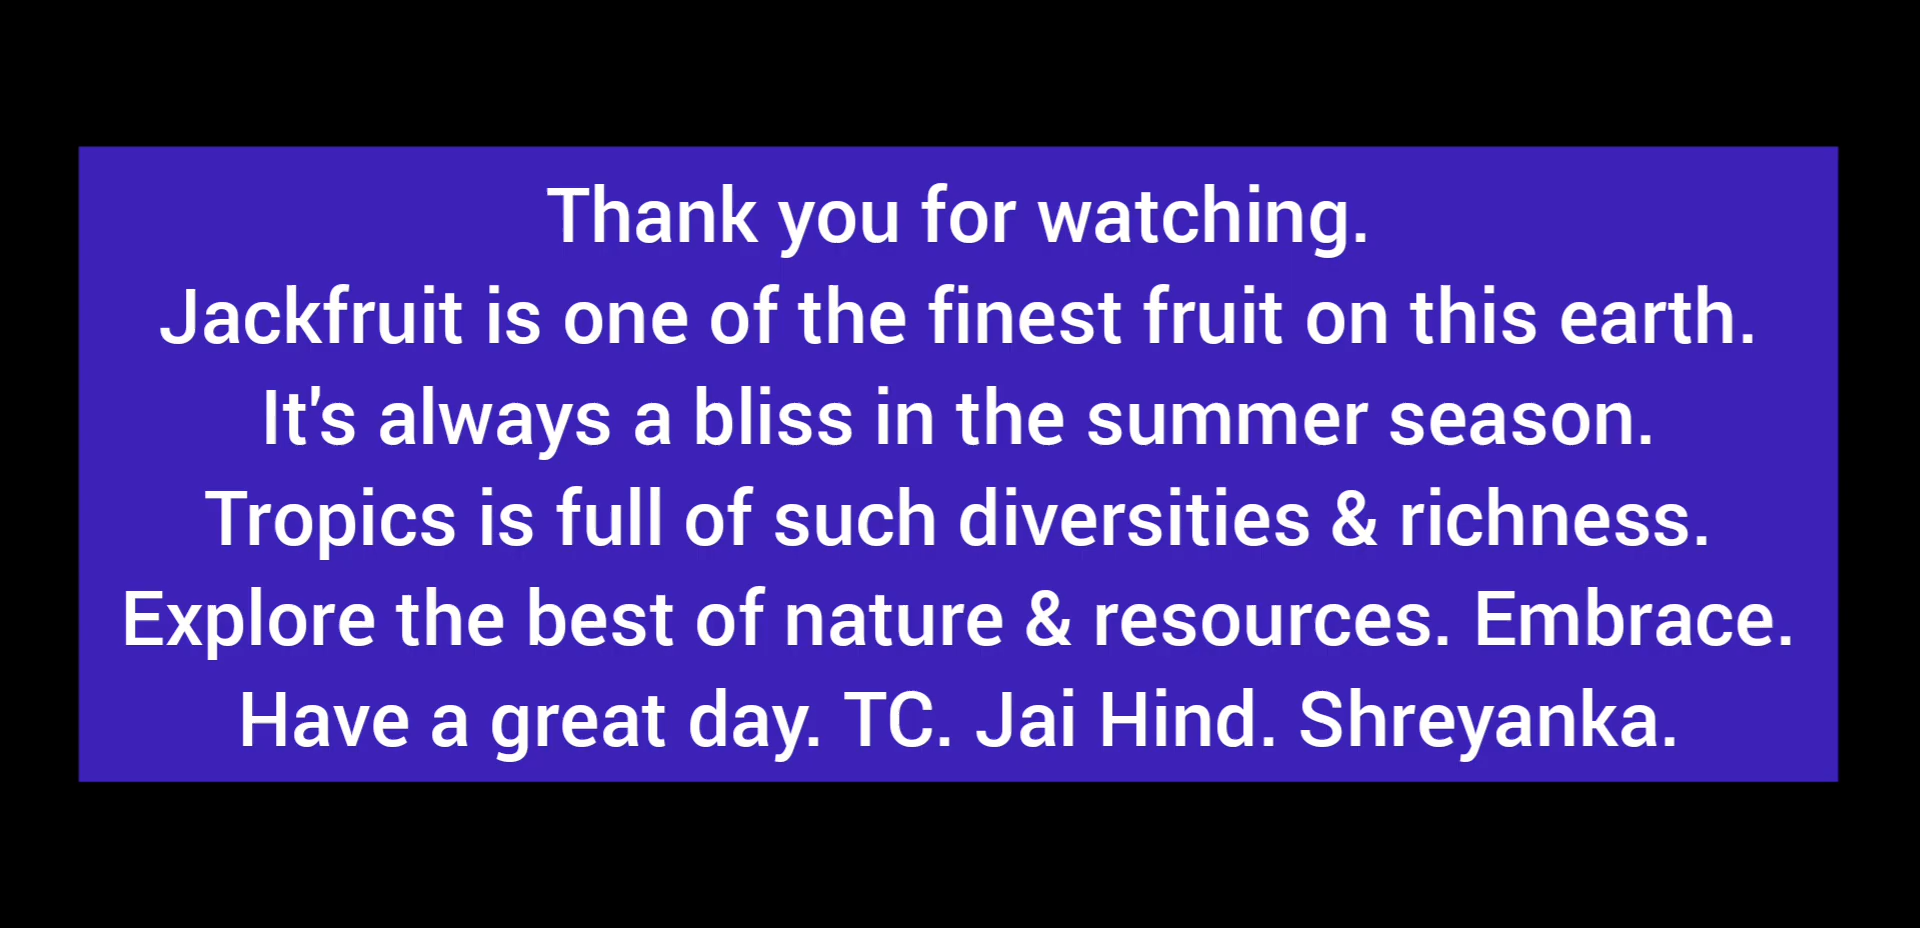 Thank you for watching.
Jackfruit is one of the finest fruit on this earth.
It's always a bliss in the summer season.
Tropics is full of such diversities & richness.
Explore the best of nature & resources. Embrace.
Have a great day. TC. Jai Hind. Shreyanka.